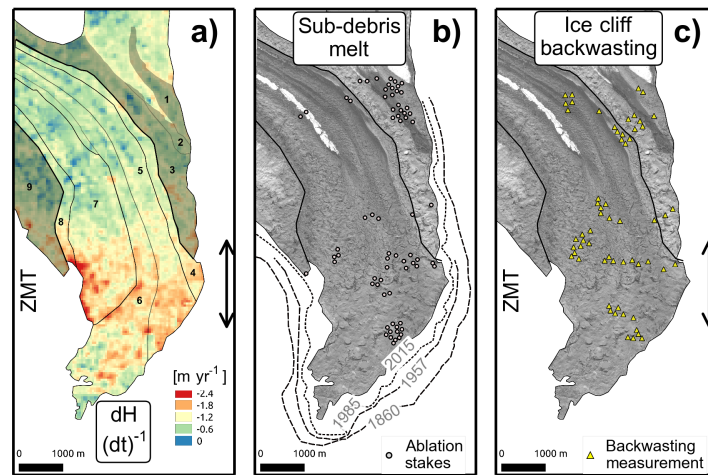 a)
1
2
3
5
9
7
8
4
6
ZMT
[m yr-1]
-2.4
-1.8
-1.2
-0.6
0
dH
(dt)-1
0 1000 m
Sub-debris
melt
b)
2015
1957
1985
1860
Ablation
stakes
0 1000 m
Ice cliff
backwasting
c)
ZMT
Backwasting
measurement
0 1000 m